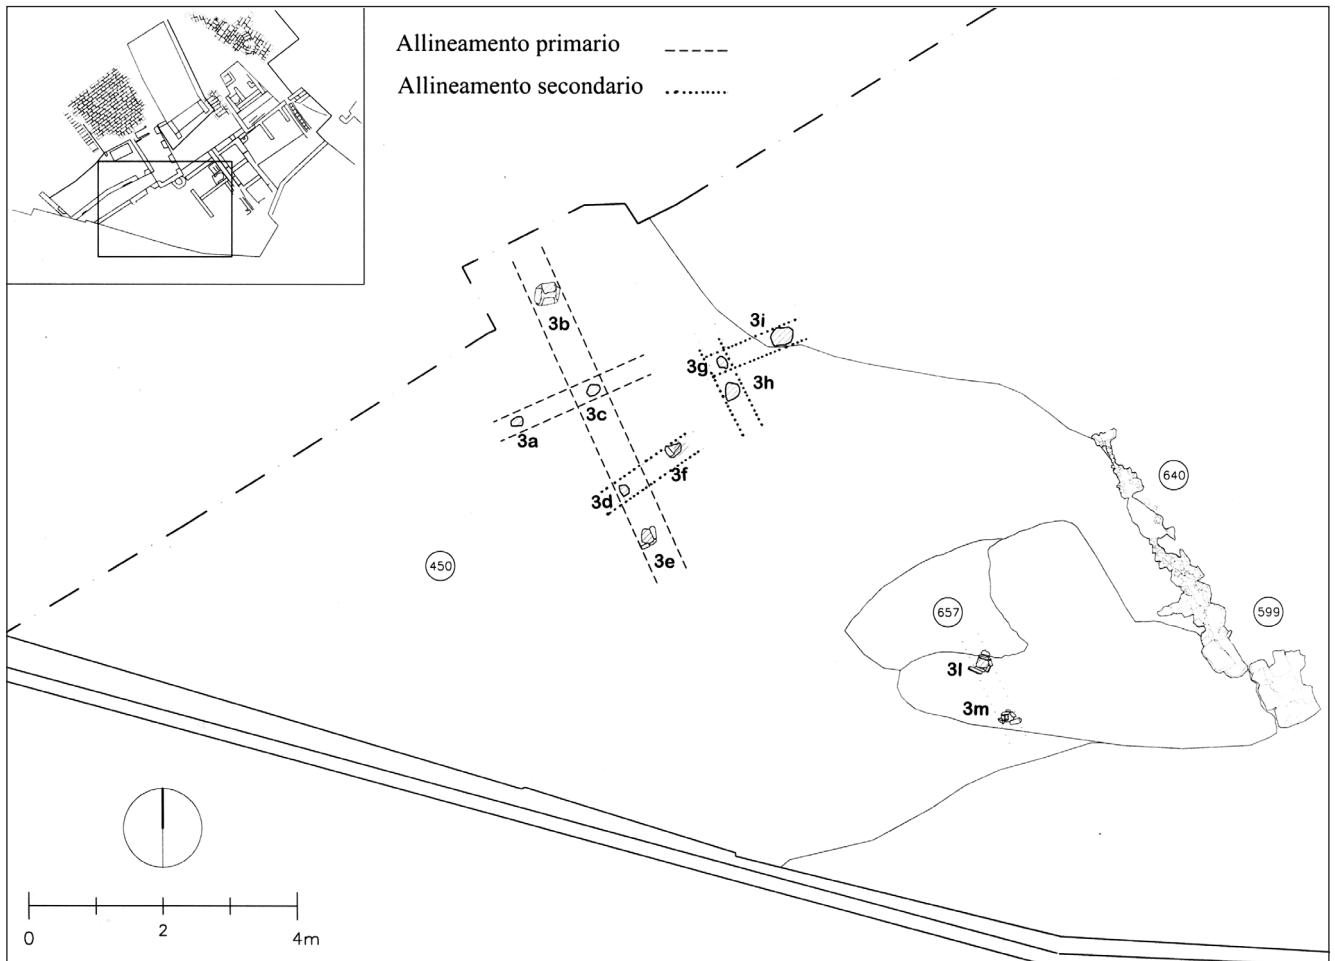 Allineamento primario
Allineamento secondario
3b
3i
3g
3h
3c
3a
3f
3d
3e
450
640
657
599
3l
3m
0 2 4m